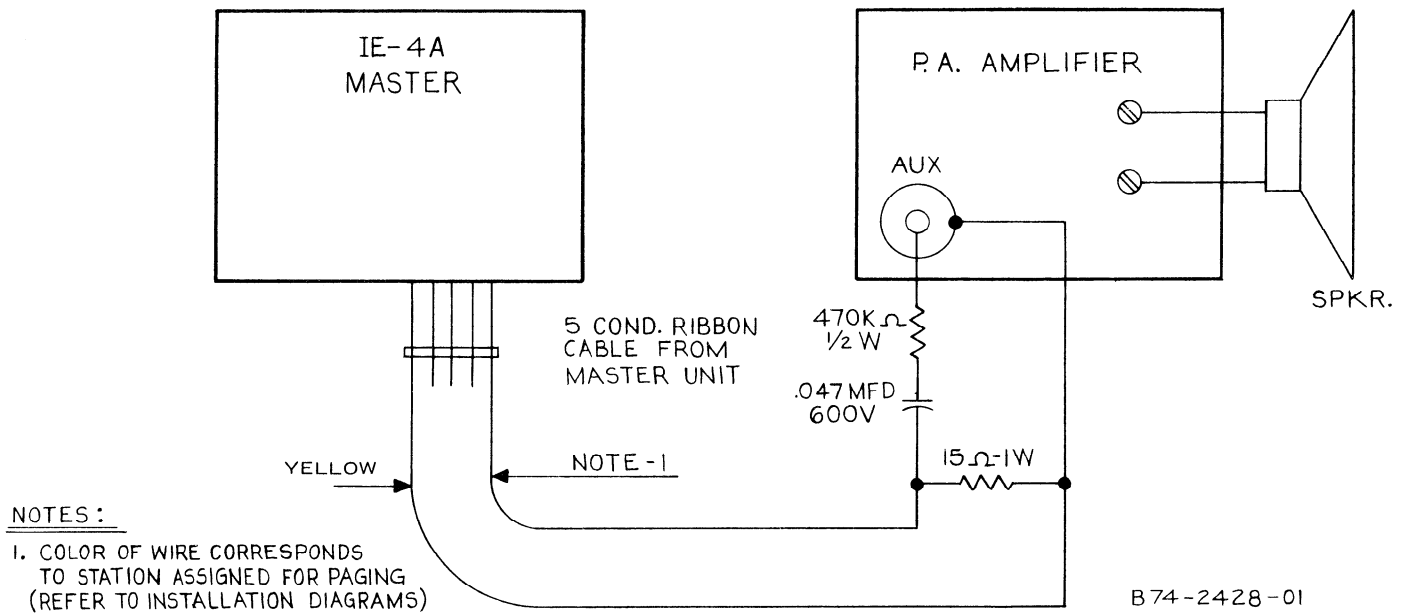 IE-4A
MASTER
P.A. AMPLIFIER
AUX
SPKR.
5 COND. RIBBON
CABLE FROM
MASTER UNIT
470K Ω
1/2 W
.047 MFD
600V
15Ω-1W
YELLOW
NOTE-1
NOTES:
1. COLOR OF WIRE CORRESPONDS
TO STATION ASSIGNED FOR PAGING
(REFER TO INSTALLATION DIAGRAMS)
B74-2428-01